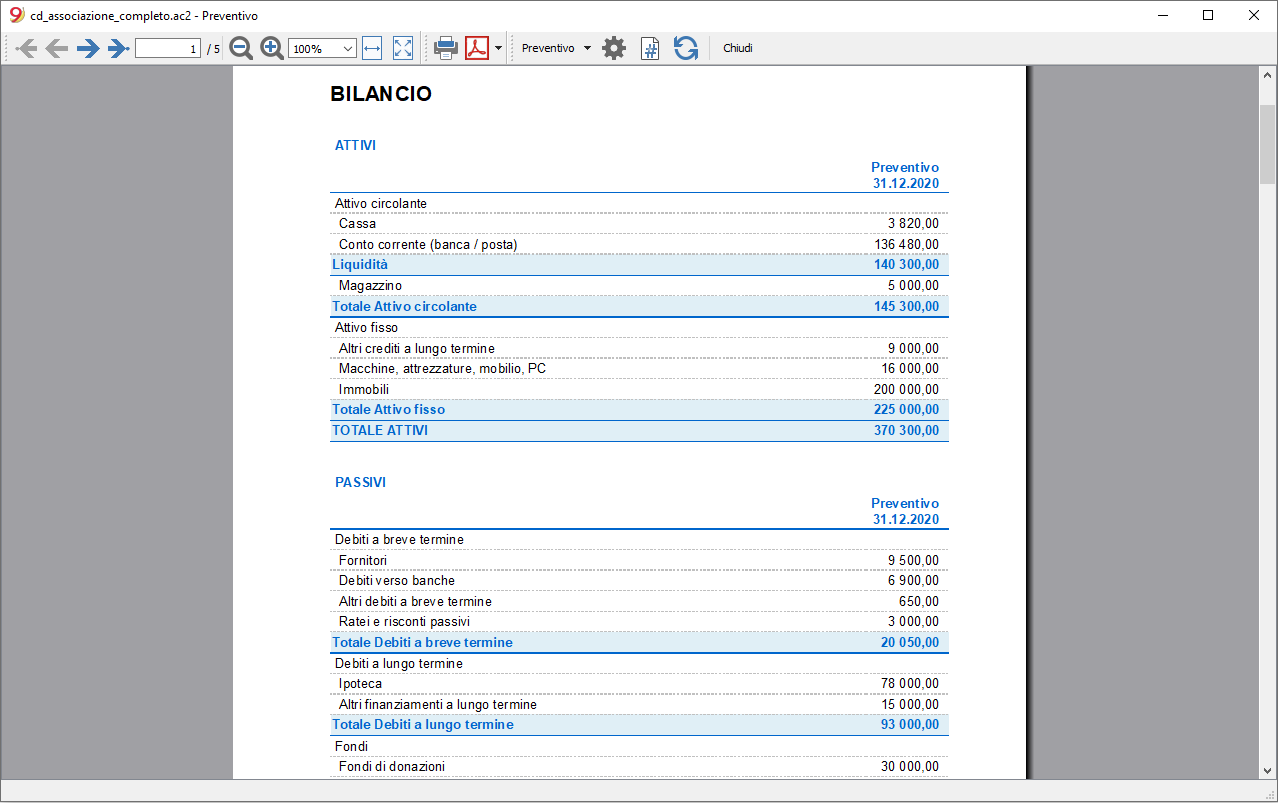 cd_associazione_completo.ac2 - Preventivo
1 / 5 100% Preventivo # Chiudi
BILANCIO
ATTIVI
Preventivo
31.12.2020
Attivo circolante
Cassa 3 820,00
Conto corrente (banca / posta) 136 480,00
Liquidità 140 300,00
Magazzino 5 000,00
Totale Attivo circolante 145 300,00
Attivo fisso
Altri crediti a lungo termine 9 000,00
Macchine, attrezzature, mobilio, PC 16 000,00
Immobili 200 000,00
Totale Attivo fisso 225 000,00
TOTALE ATTIVI 370 300,00
PASSIVI
Preventivo
31.12.2020
Debiti a breve termine
Fornitori 9 500,00
Debiti verso banche 6 900,00
Altri debiti a breve termine 650,00
Ratei e risconti passivi 3 000,00
Totale Debiti a breve termine 20 050,00
Debiti a lungo termine
Ipoteca 78 000,00
Altri finanziamenti a lungo termine 15 000,00
Totale Debiti a lungo termine 93 000,00
Fondi
Fondi di donazioni 30 000,00